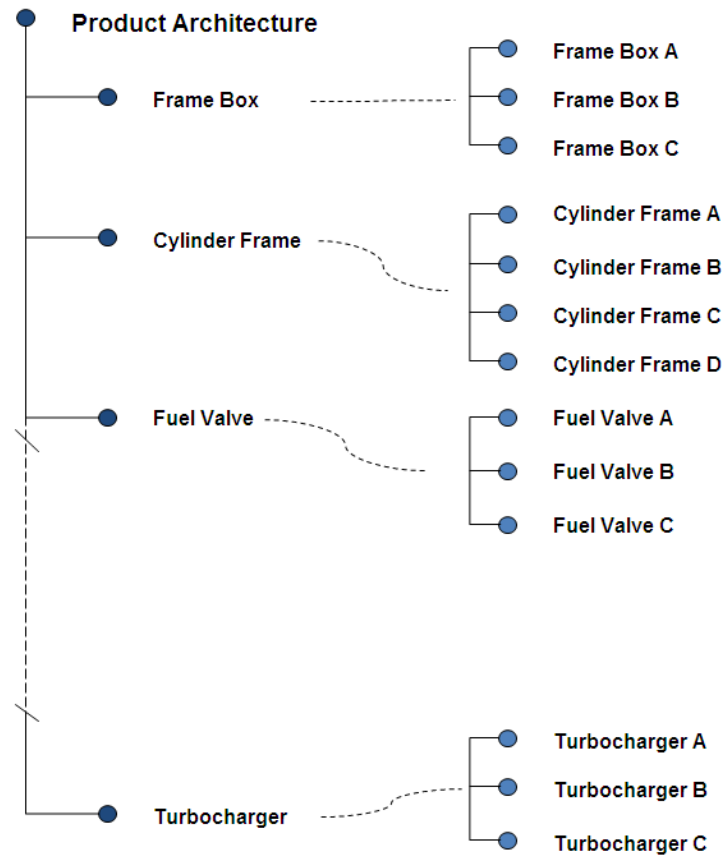 Product Architecture
Frame Box
Frame Box A
Frame Box B
Frame Box C
Cylinder Frame
Cylinder Frame A
Cylinder Frame B
Cylinder Frame C
Cylinder Frame D
Fuel Valve
Fuel Valve A
Fuel Valve B
Fuel Valve C
Turbocharger
Turbocharger A
Turbocharger B
Turbocharger C